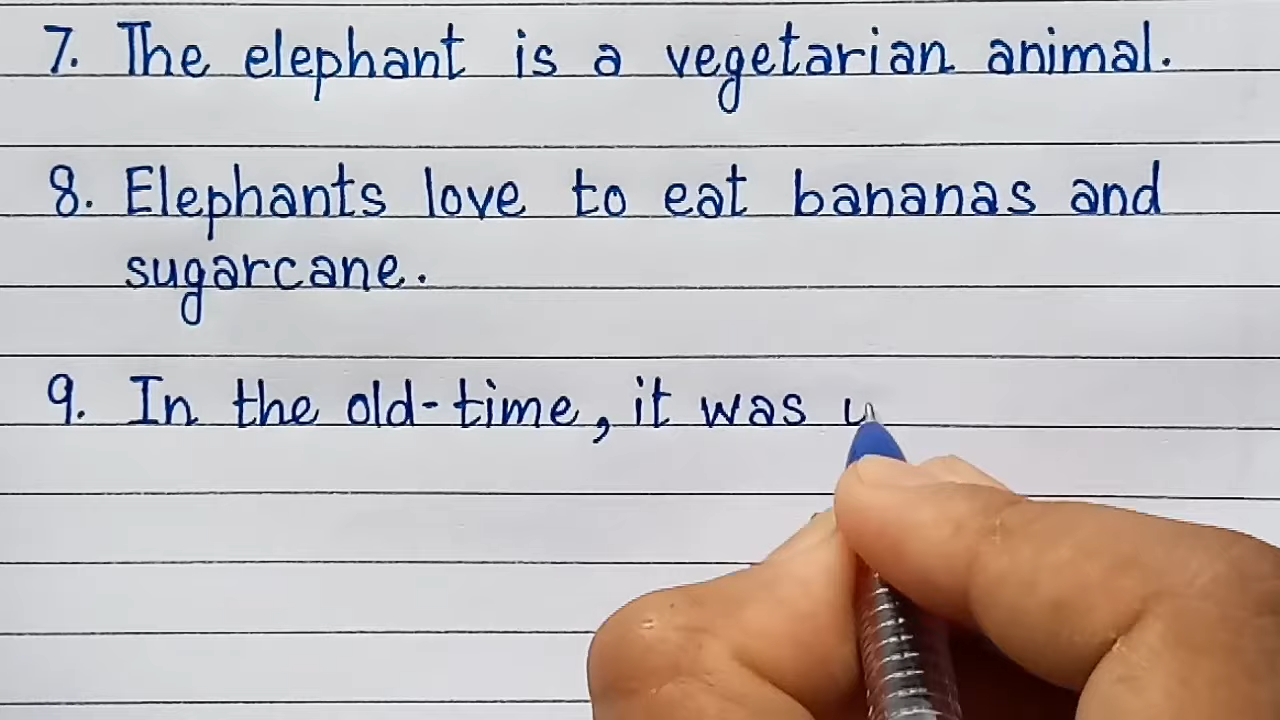 7. The elephant is a vegetarian animal.
8. Elephants love to eat bananas and
sugarcane.
9. In the old-time, it was u